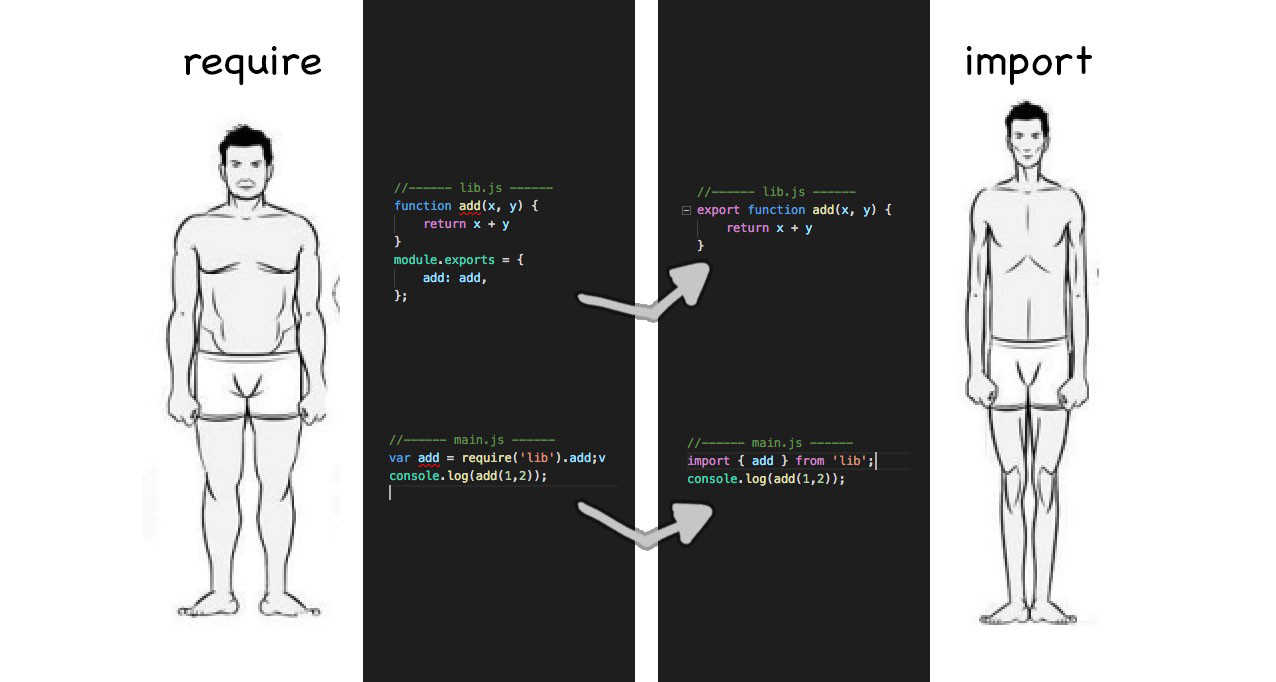 require
//------ lib.js ------
function add(x, y) {
return x + y
}
module.exports = {
add: add,
};
//------ main.js ------
var add = require('lib').add;v
console.log(add(1,2));
//------ lib.js ------
export function add(x, y) {
return x + y
}
//------ main.js ------
import { add } from 'lib';
console.log(add(1,2));
import